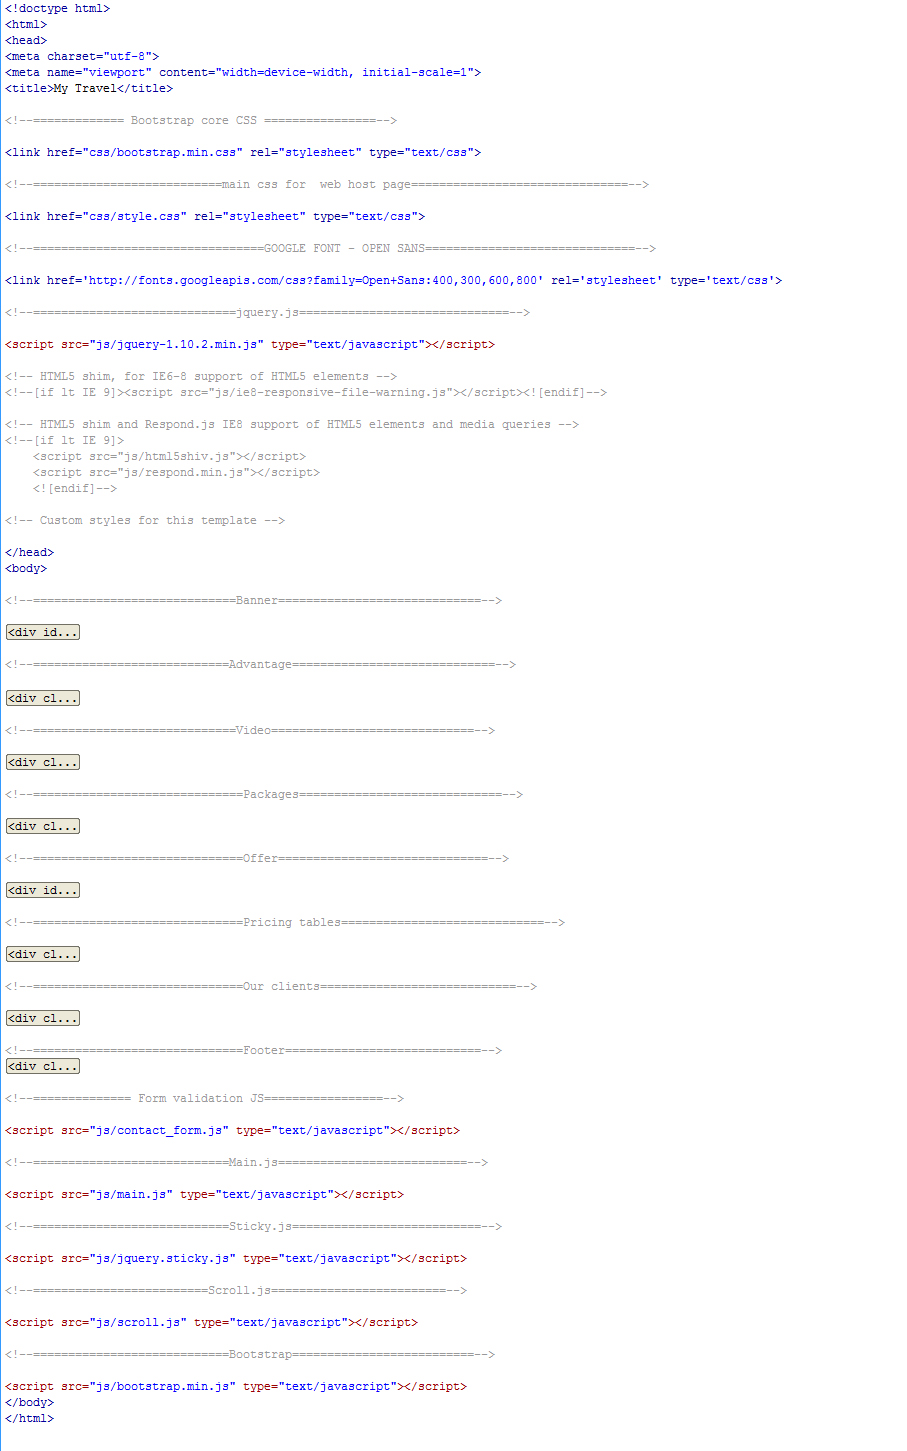 <!doctype html>
<html>
<head>
<meta charset="utf-8">
<meta name="viewport" content="width=device-width, initial-scale=1">
<title>My Travel</title>
<!--============= Bootstrap core CSS ================-->
<link href="css/bootstrap.min.css" rel="stylesheet" type="text/css">
<!--===========================main css for  web host page===============================-->
<link href="css/style.css" rel="stylesheet" type="text/css">
<!--=================================GOOGLE FONT - OPEN SANS==============================-->
<link href='http://fonts.googleapis.com/css?family=Open+Sans:400,300,600,800' rel='stylesheet' type='text/css'>
<!--=============================jquery.js==============================-->
<script src="js/jquery-1.10.2.min.js" type="text/javascript"></script>
<!-- HTML5 shim, for IE6-8 support of HTML5 elements -->
<!--[if lt IE 9]><script src="js/ie8-responsive-file-warning.js"></script><![endif]-->
<!-- HTML5 shim and Respond.js IE8 support of HTML5 elements and media queries -->
<!--[if lt IE 9]>
    <script src="js/html5shiv.js"></script>
    <script src="js/respond.min.js"></script>
    <![endif]-->
<!-- Custom styles for this template -->
</head>
<body>
<!--=============================Banner=============================-->
<div id...
<!--============================Advantage=============================-->
<div cl...
<!--=============================Video=============================-->
<div cl...
<!--==============================Packages=============================-->
<div cl...
<!--==============================Offer==============================-->
<div id...
<!--==============================Pricing tables=============================-->
<div cl...
<!--==============================Our clients============================-->
<div cl...
<!--==============================Footer============================-->
<div cl...
<!--============== Form validation JS=================-->
<script src="js/contact_form.js" type="text/javascript"></script>
<!--============================Main.js===========================-->
<script src="js/main.js" type="text/javascript"></script>
<!--============================Sticky.js===========================-->
<script src="js/jquery.sticky.js" type="text/javascript"></script>
<!--=========================Scroll.js=========================-->
<script src="js/scroll.js" type="text/javascript"></script>
<!--============================Bootstrap==========================-->
<script src="js/bootstrap.min.js" type="text/javascript"></script>
</body>
</html>